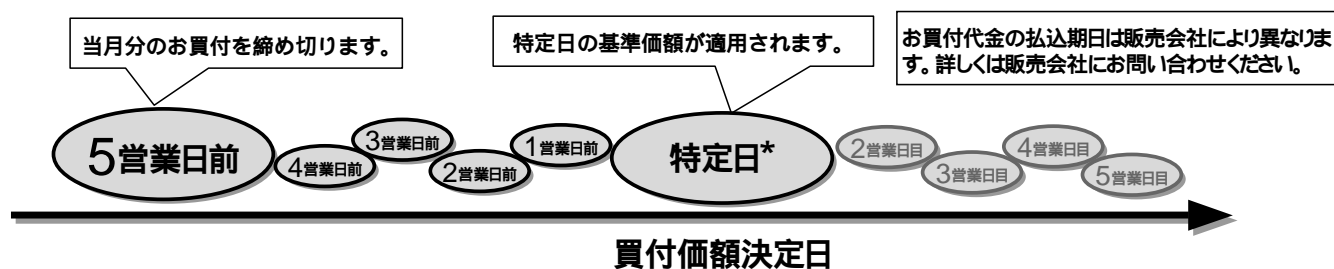 当月分のお買付を締め切ります。
特定日の基準価額が適用されます。
お買付代金の払込期日は販売会社により異なりま
す。詳しくは販売会社にお問い合わせください。
5営業日前
4営業日前
3営業日前
2営業日前
1営業日前
特定日*
2営業日目
3営業日目
4営業日目
5営業日目
買付価額決定日